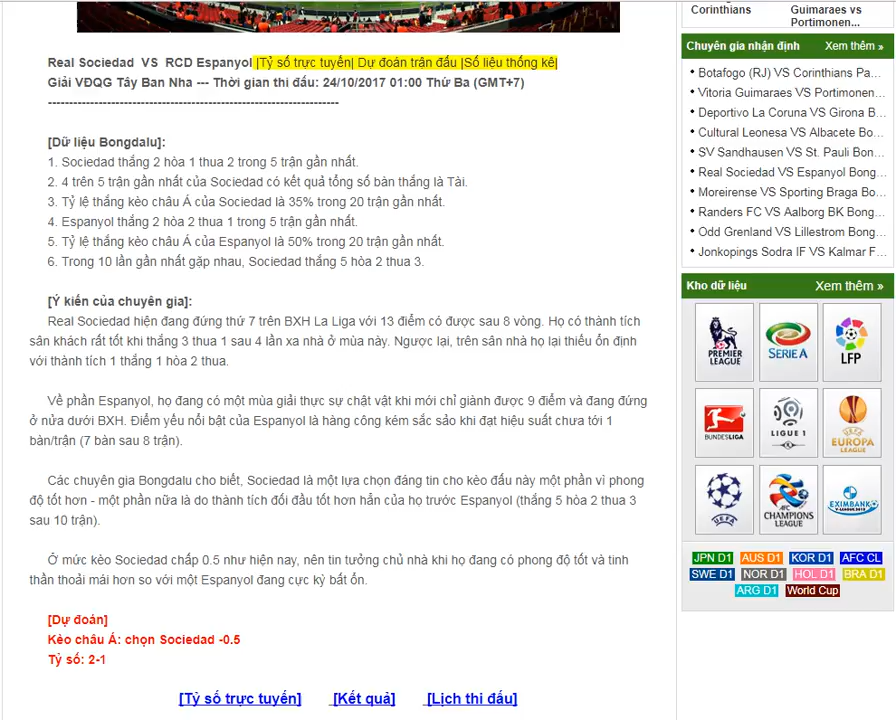 Real Sociedad VS RCD Espanyol |Tỷ số trực tuyến| Dự đoán trận đấu |Số liệu thống kê|
Giải VĐQG Tây Ban Nha --- Thời gian thi đấu: 24/10/2017 01:00 Thứ Ba (GMT+7)
----------------------------------------------------------------------
[Dữ liệu Bongdalu]:
1. Sociedad thắng 2 hòa 1 thua 2 trong 5 trận gần nhất.
2. 4 trên 5 trận gần nhất của Sociedad có kết quả tổng số bàn thắng là Tài.
3. Tỷ lệ thắng kèo châu Á của Sociedad là 35% trong 20 trận gần nhất.
4. Espanyol thắng 2 hòa 2 thua 1 trong 5 trận gần nhất.
5. Tỷ lệ thắng kèo châu Á của Espanyol là 50% trong 20 trận gần nhất.
6. Trong 10 lần gần nhất gặp nhau, Sociedad thắng 5 hòa 2 thua 3.
[Ý kiến của chuyên gia]:
Real Sociedad hiện đang đứng thứ 7 trên BXH La Liga với 13 điểm có được sau 8 vòng. Họ có thành tích
sân khách rất tốt khi thắng 3 thua 1 sau 4 lần xa nhà ở mùa này. Ngược lại, trên sân nhà họ lại thiếu ổn định
với thành tích 1 thắng 1 hòa 2 thua.
Về phần Espanyol, họ đang có một mùa giải thực sự chật vật khi mới chỉ giành được 9 điểm và đang đứng
ở nửa dưới BXH. Điểm yếu nổi bật của Espanyol là hàng công kém sắc sảo khi đạt hiệu suất chưa tới 1
bàn/trận (7 bàn sau 8 trận).
Các chuyên gia Bongdalu cho biết, Sociedad là một lựa chọn đáng tin cho kèo đấu này một phần vì phong
độ tốt hơn - một phần nữa là do thành tích đối đầu tốt hơn hẳn của họ trước Espanyol (thắng 5 hòa 2 thua 3
sau 10 trận).
Ở mức kèo Sociedad chấp 0.5 như hiện nay, nên tin tưởng chủ nhà khi họ đang có phong độ tốt và tinh
thần thoải mái hơn so với một Espanyol đang cực kỳ bất ổn.
[Dự đoán]
Kèo châu Á: chọn Sociedad -0.5
Tỷ số: 2-1
[Tỷ số trực tuyến] [Kết quả] [Lịch thi đấu]
Corinthians
Guimaraes vs
Portimonen...
Chuyên gia nhận định Xem thêm »
Botafogo (RJ) VS Corinthians Pa...
Vitoria Guimaraes VS Portimonen...
Deportivo La Coruna VS Girona B...
Cultural Leonesa VS Albacete Bo...
SV Sandhausen VS St. Pauli Bon...
Real Sociedad VS Espanyol Bong...
Moreirense VS Sporting Braga Bo...
Randers FC VS Aalborg BK Bong...
Odd Grenland VS Lillestrom Bong...
Jonkopings Sodra IF VS Kalmar F...
Kho dữ liệu Xem thêm »
PREMIER
LEAGUE
SERIE A
LFP
BUNDESLIGA
LIGUE 1
UEFA
EUROPA
LEAGUE
UEFA
AFC
CHAMPIONS
LEAGUE
EXIMBANK
JPN D1 AUS D1 KOR D1 AFC CL
SWE D1 NOR D1 HOL D1 BRA D1
ARG D1 World Cup